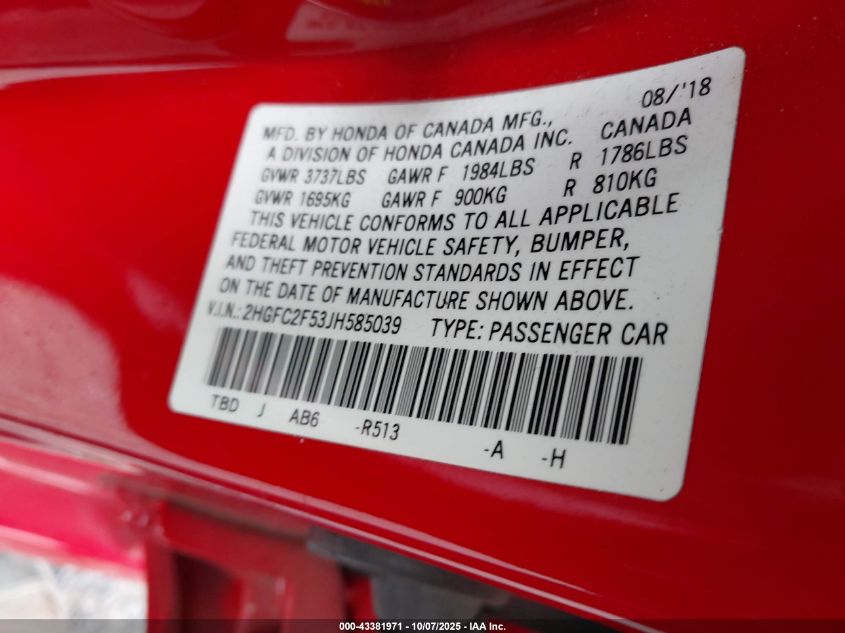 08/'18
MFD. BY HONDA OF CANADA MFG., CANADA
A DIVISION OF HONDA CANADA INC.
GVWR 3737LBS GAWR F 1984LBS R 1786LBS
GVWR 1695KG GAWR F 900KG R 810KG
THIS VEHICLE CONFORMS TO ALL APPLICABLE
FEDERAL MOTOR VEHICLE SAFETY, BUMPER,
AND THEFT PREVENTION STANDARDS IN EFFECT
ON THE DATE OF MANUFACTURE SHOWN ABOVE.
V.I.N.:2HGFC2F53JH585039 TYPE: PASSENGER CAR
TBD J AB6 -R513 -A -H
000-43381971 - 10/07/2025 - IAA Inc.